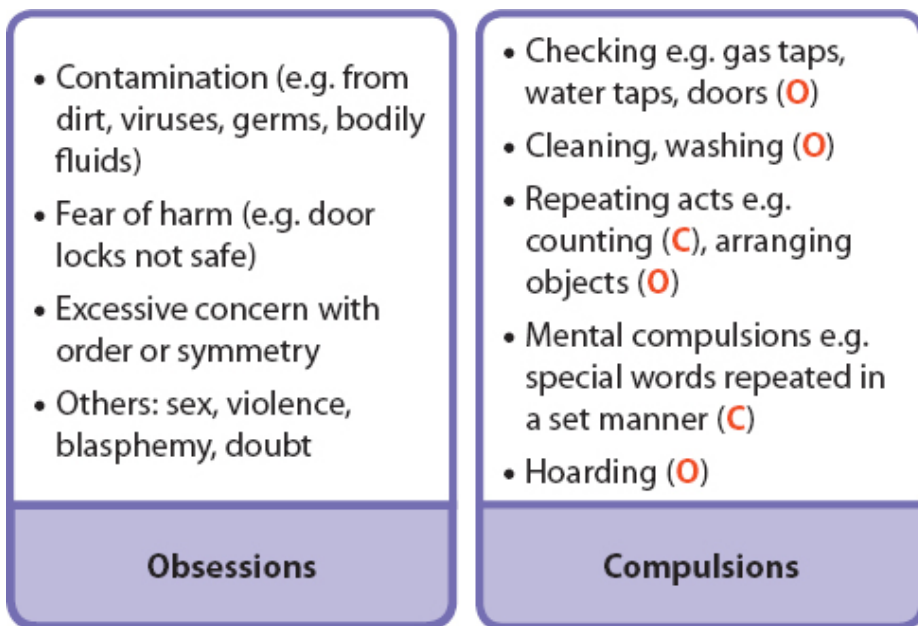 • Contamination (e.g. from
dirt, viruses, germs, bodily
fluids)
• Fear of harm (e.g. door
locks not safe)
• Excessive concern with
order or symmetry
• Others: sex, violence,
blasphemy, doubt
Obsessions
• Checking e.g. gas taps,
water taps, doors (O)
• Cleaning, washing (O)
• Repeating acts e.g.
counting (C), arranging
objects (O)
• Mental compulsions e.g.
special words repeated in
a set manner (C)
• Hoarding (O)
Compulsions